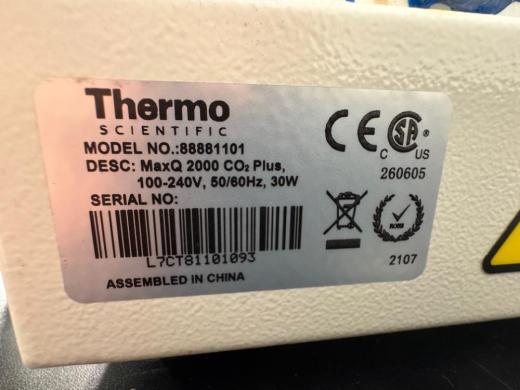 Thermo
SCIENTIFIC
MODEL NO.:88881101
DESC: MaxQ 2000 CO₂ Plus,
100-240V, 50/60Hz, 30W
SERIAL NO:
L7CT81101093
ASSEMBLED IN CHINA
CE
SA
C US
260605
2107